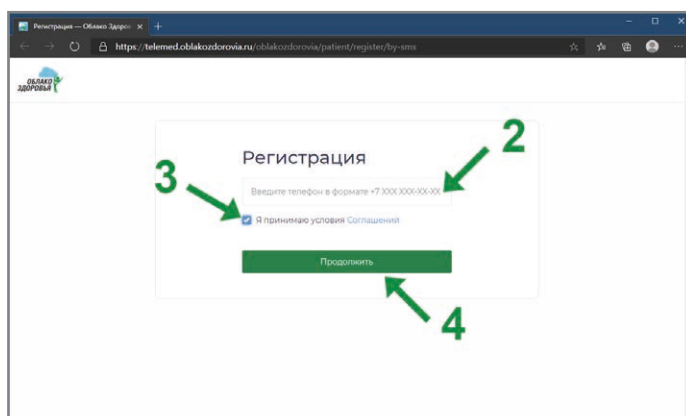 Регистрация — Облако Здоров
https://telemed.oblakozdorovia.ru/oblakozdorovia/patient/register/by-sms
ОБЛАКО
ЗДОРОВЬЯ
2
Регистрация
3
Введите телефон в формате +7 XXX XXX-XX-XX
Я принимаю условия Соглашения
Продолжить
4